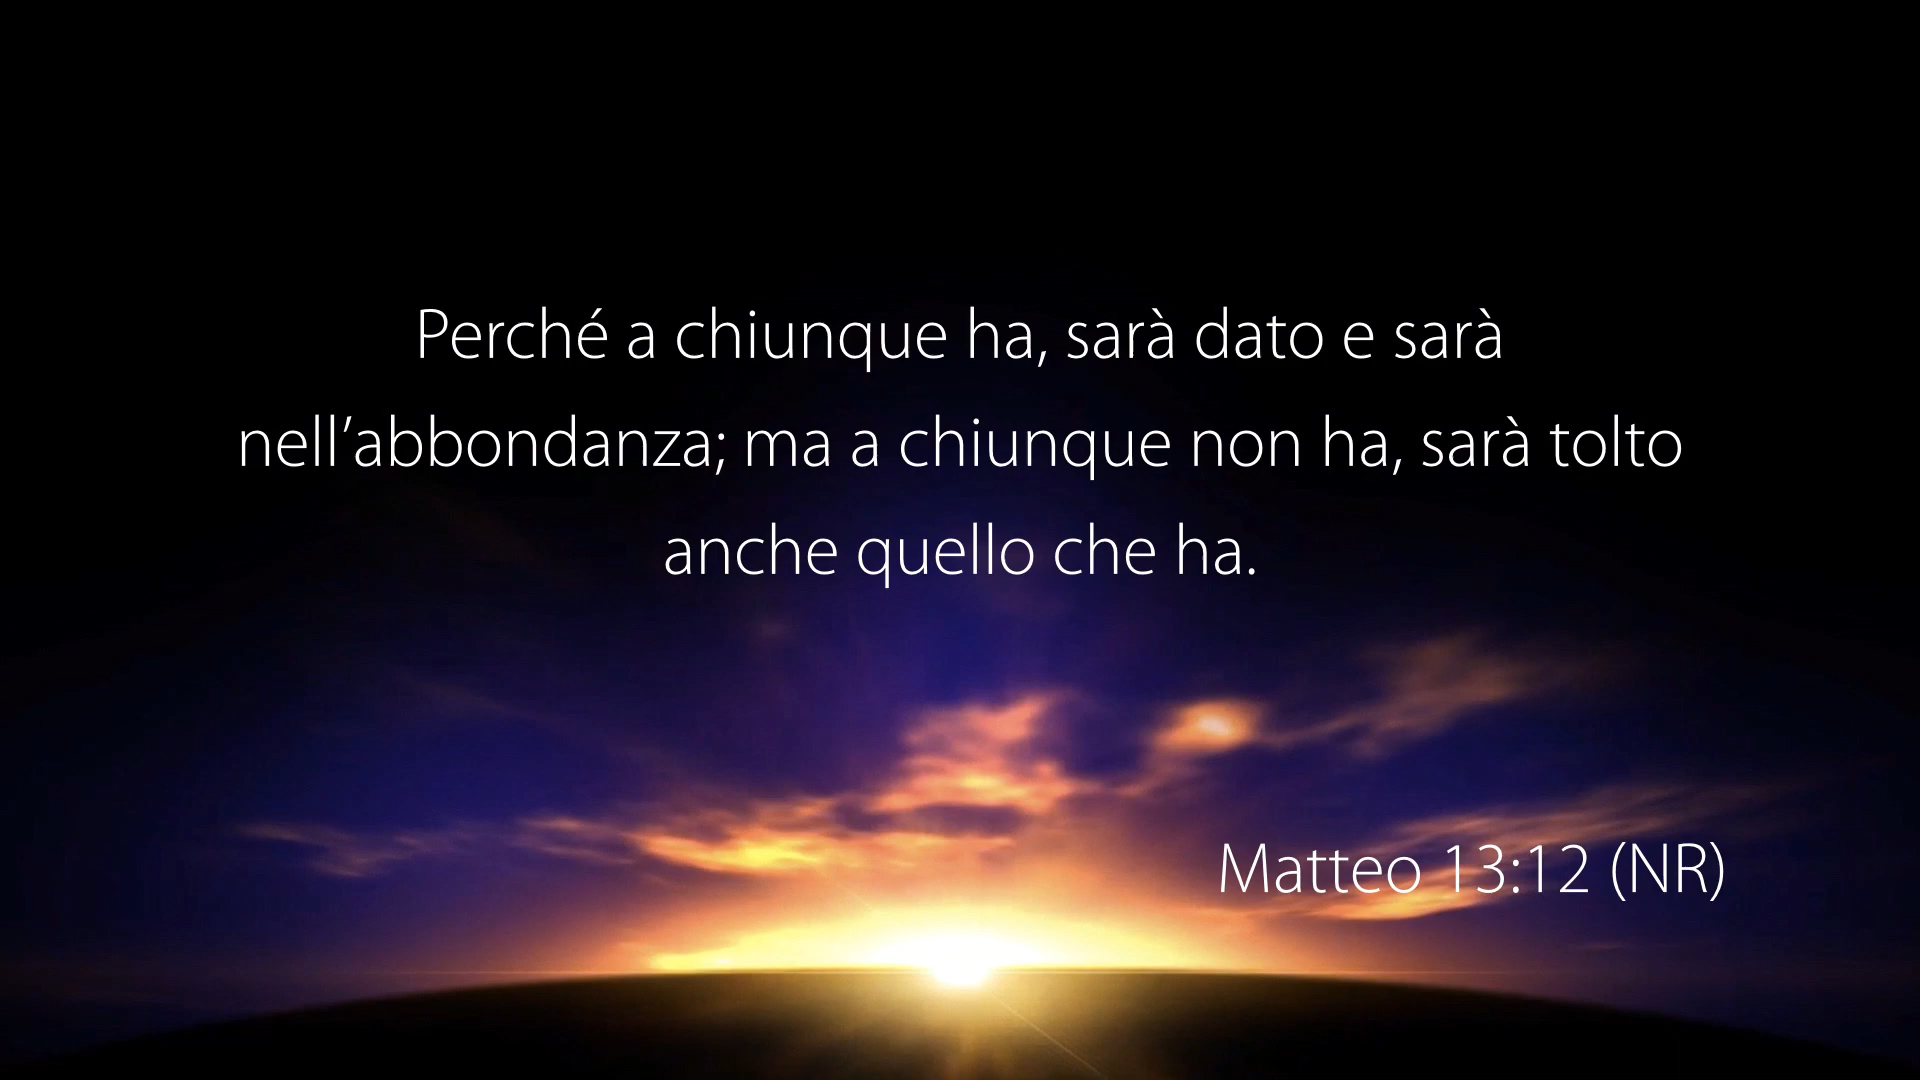 Perché a chiunque ha, sarà dato e sarà
nell’abbondanza; ma a chiunque non ha, sarà tolto
anche quello che ha.
Matteo 13:12 (NR)